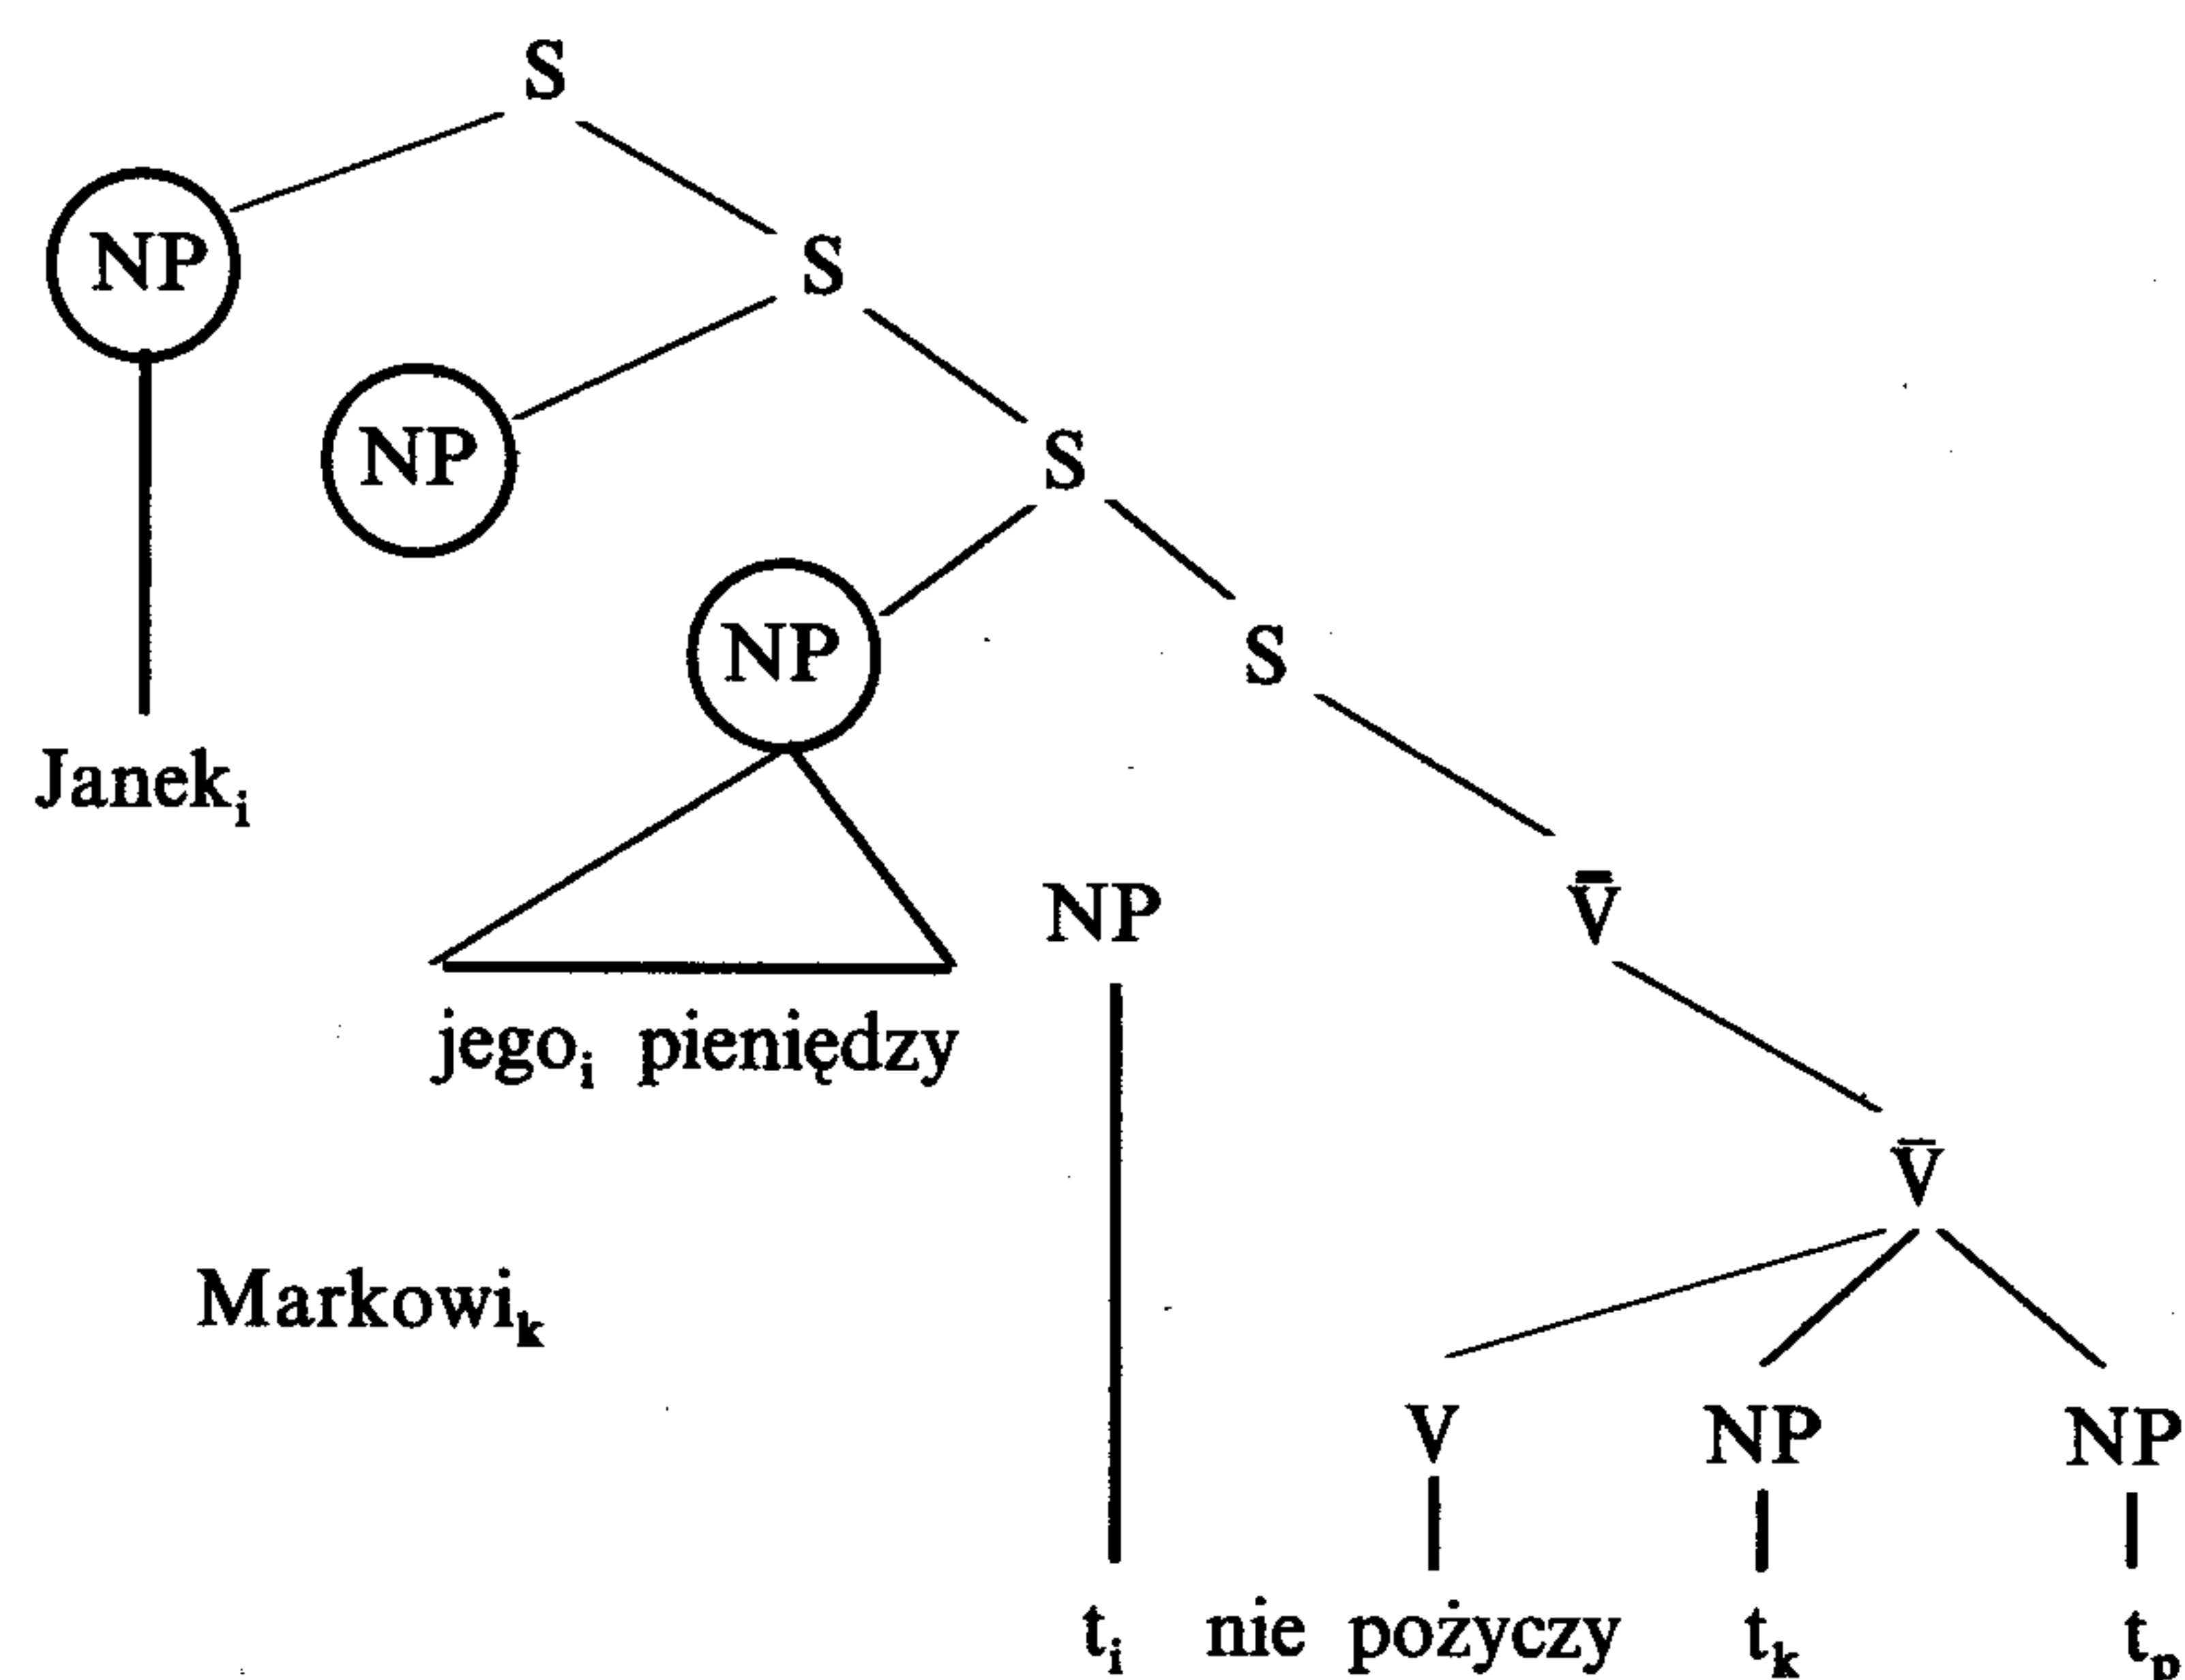 S
NP S
NP S
NP S
Janekᵢ
NP V̿
jegoᵢ pieniędzy
V̅
Markowiₖ
V NP NP
tᵢ nie pożyczy tₖ tₚ